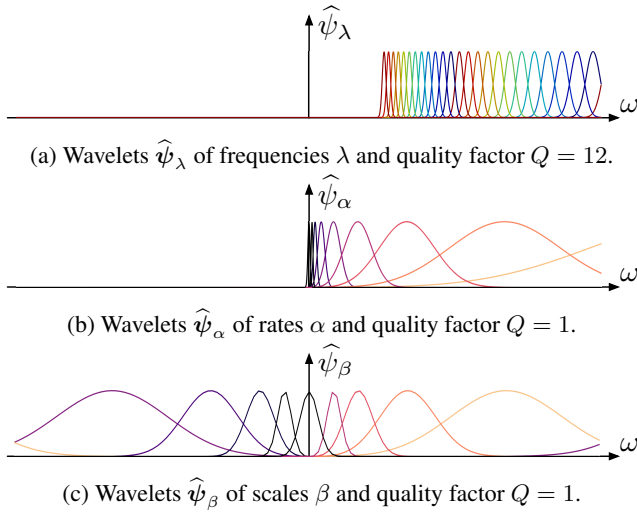 ψ̂_λ
ω
(a) Wavelets ψ̂_λ of frequencies λ and quality factor Q = 12.
ψ̂_α
ω
(b) Wavelets ψ̂_α of rates α and quality factor Q = 1.
ψ̂_β
ω
(c) Wavelets ψ̂_β of scales β and quality factor Q = 1.